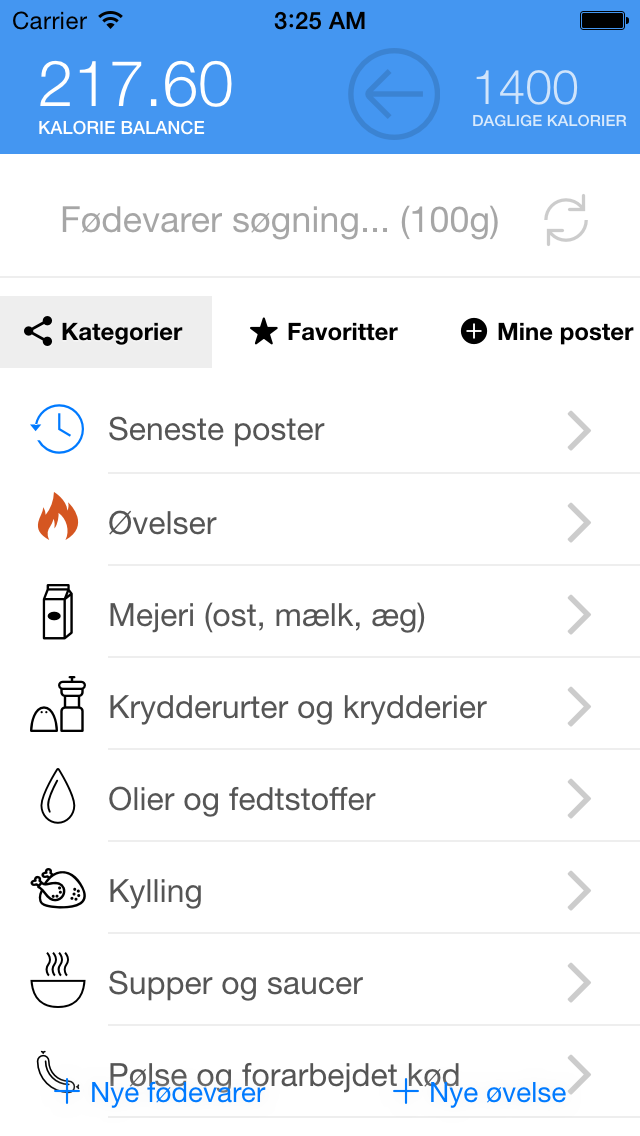 Carrier 3:25 AM
217.60 1400
KALORIE BALANCE DAGLIGE KALORIER
Fødevarer søgning... (100g)
Kategorier Favoritter Mine poster
Seneste poster
Øvelser
Mejeri (ost, mælk, æg)
Krydderurter og krydderier
Olier og fedtstoffer
Kylling
Supper og saucer
Pølse og forarbejdet kød
+ Nye fødevarer + Nye øvelse